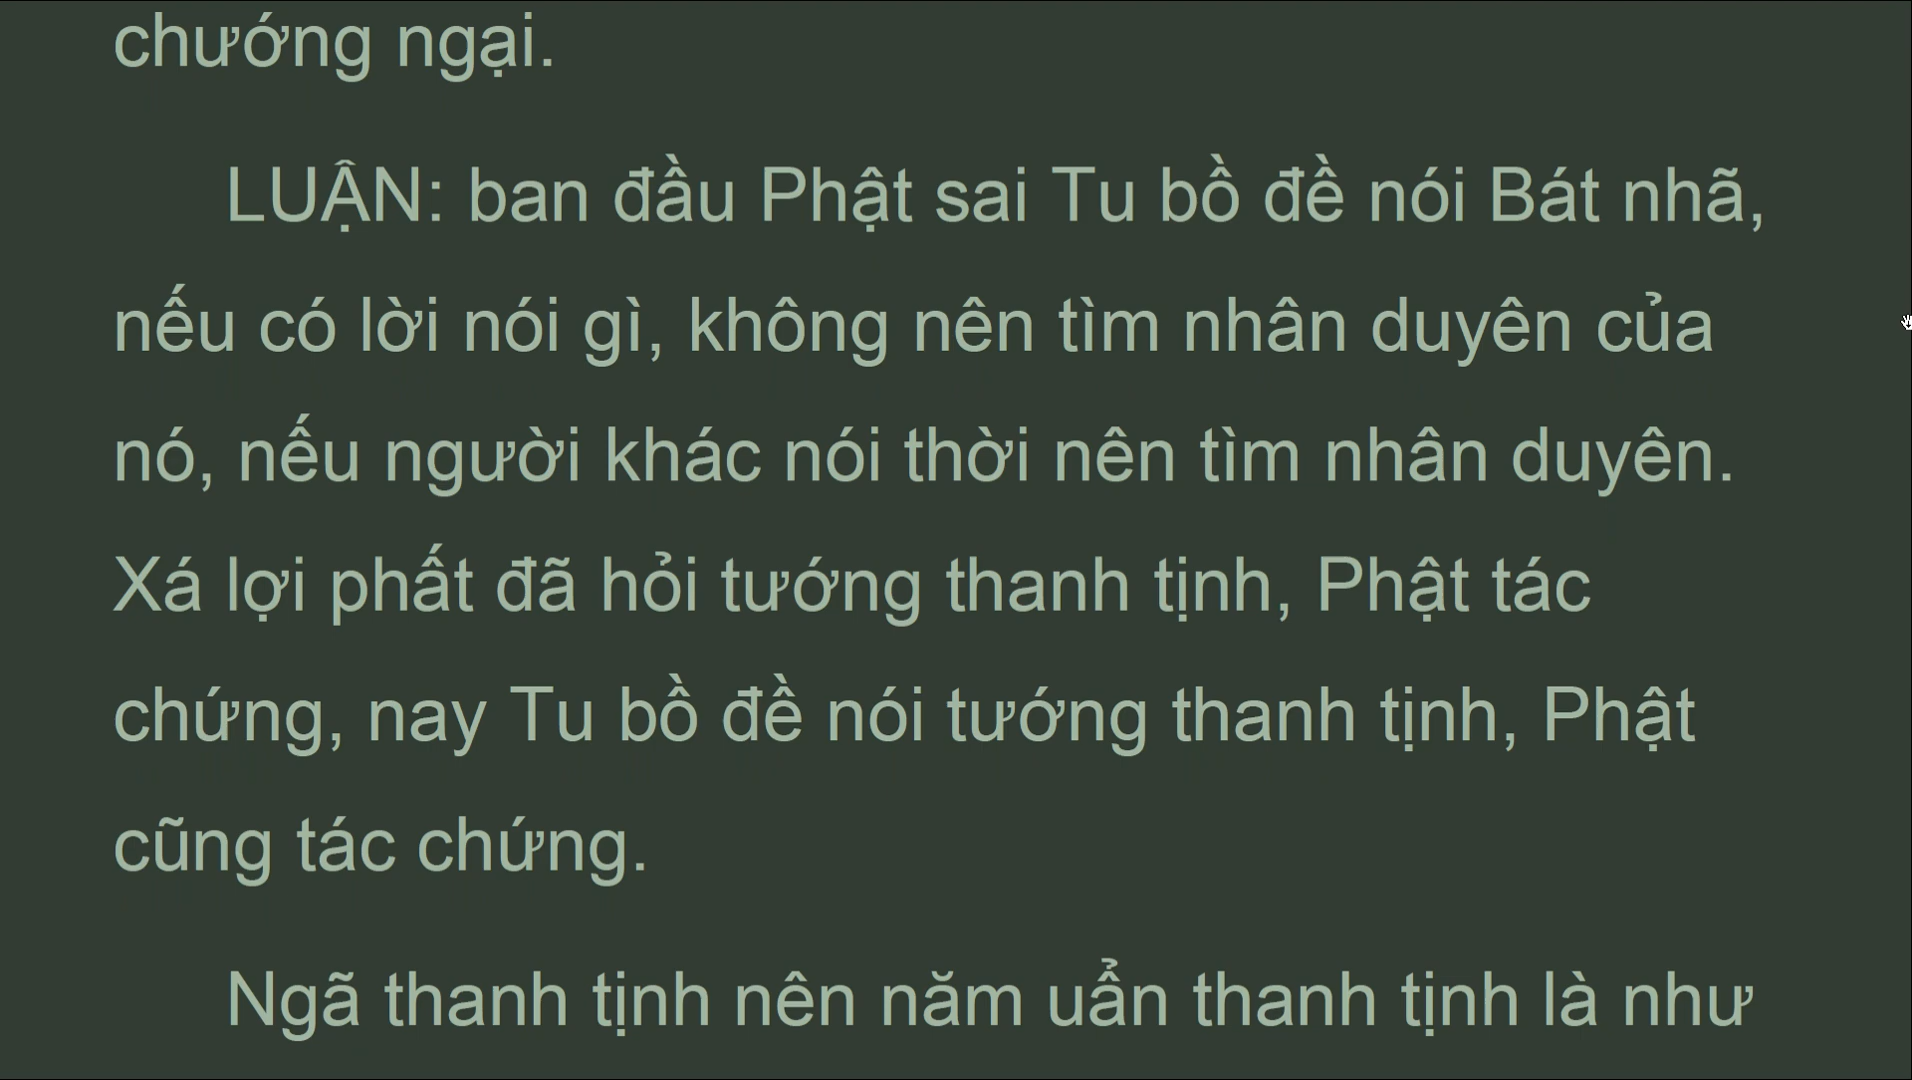 chướng ngại.
LUẬN: ban đầu Phật sai Tu bồ đề nói Bát nhã,
nếu có lời nói gì, không nên tìm nhân duyên của
nó, nếu người khác nói thời nên tìm nhân duyên.
Xá lợi phất đã hỏi tướng thanh tịnh, Phật tác
chứng, nay Tu bồ đề nói tướng thanh tịnh, Phật
cũng tác chứng.
Ngã thanh tịnh nên năm uẩn thanh tịnh là như